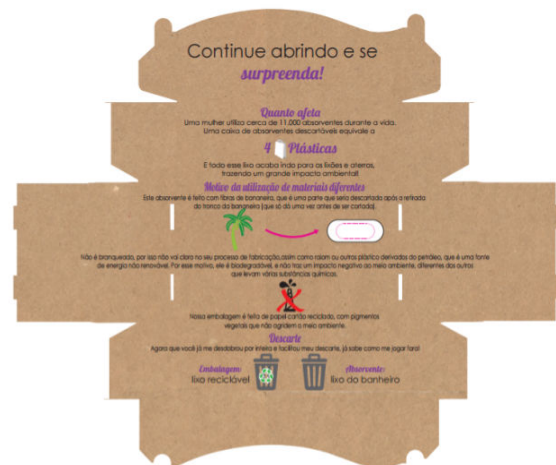 Continue abrindo e se
surpreenda!
Quanto afeta
Uma mulher utiliza cerca de 11.000 absorventes durante a vida.
Uma caixa de absorventes descartáveis equivale a
4 Plásticas
E todo esse lixo acaba indo para os lixões e aterros,
trazendo um grande impacto ambiental!
Motivo da utilização de materiais diferentes
Este absorvente é feito com fibras de bananeira, que é uma parte que seria descartada após a retirada
do tronco da bananeira (que só dá uma vez antes de ser cortada).
Não é branqueado, por isso não vai cloro no seu processo de fabricação,assim como raiom ou outros plástico derivados do petróleo, que é uma fonte
de energia não renovável. Por esse motivo, ele é biodegradável, e não traz um impacto negativo ao meio ambiente, diferentes dos outros
que levam várias substâncias químicas.
Nossa embalagem é feita de papel cartão reciclado, com pigmentos
vegetais que não agridem o meio ambiente.
Descarte
Agora que você já me desdobrou por inteiro e facilitou meu descarte, já sabe como me jogar fora!
Embalagem:
lixo reciclável
Absorvente:
lixo do banheiro